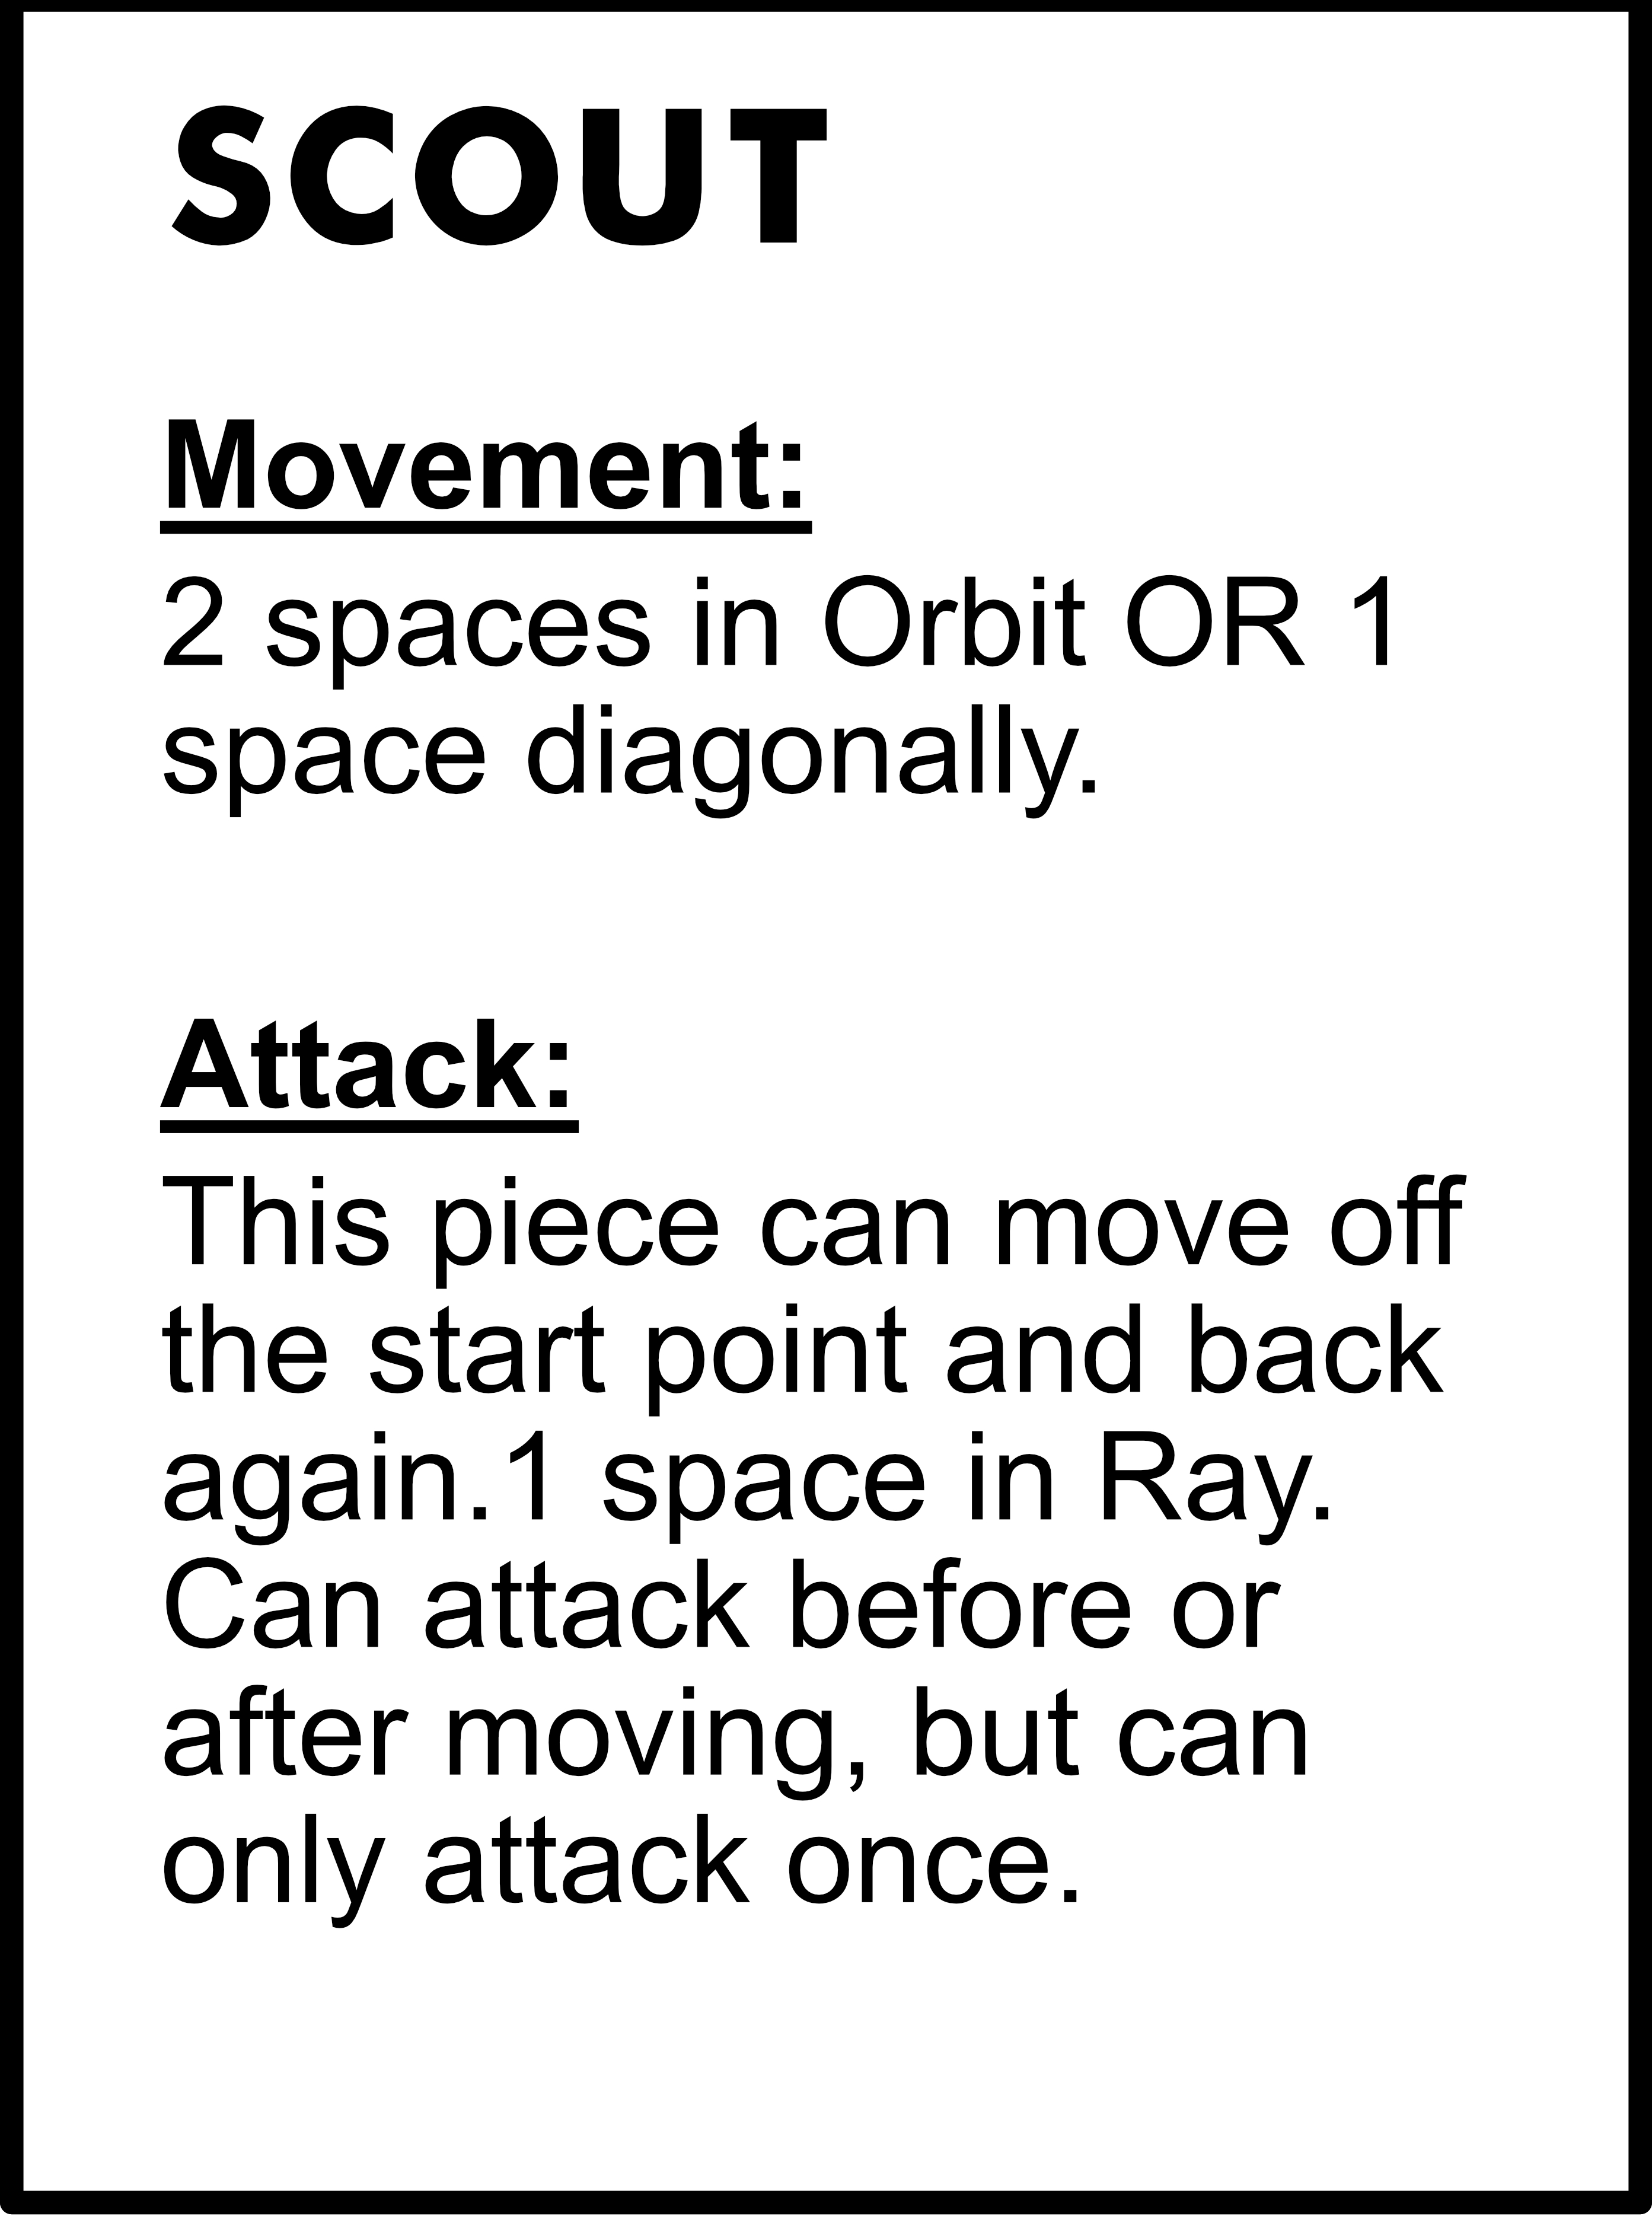 SCOUT
Movement:
2 spaces in Orbit OR 1
space diagonally.
Attack:
This piece can move off
the start point and back
again.1 space in Ray.
Can attack before or
after moving, but can
only attack once.